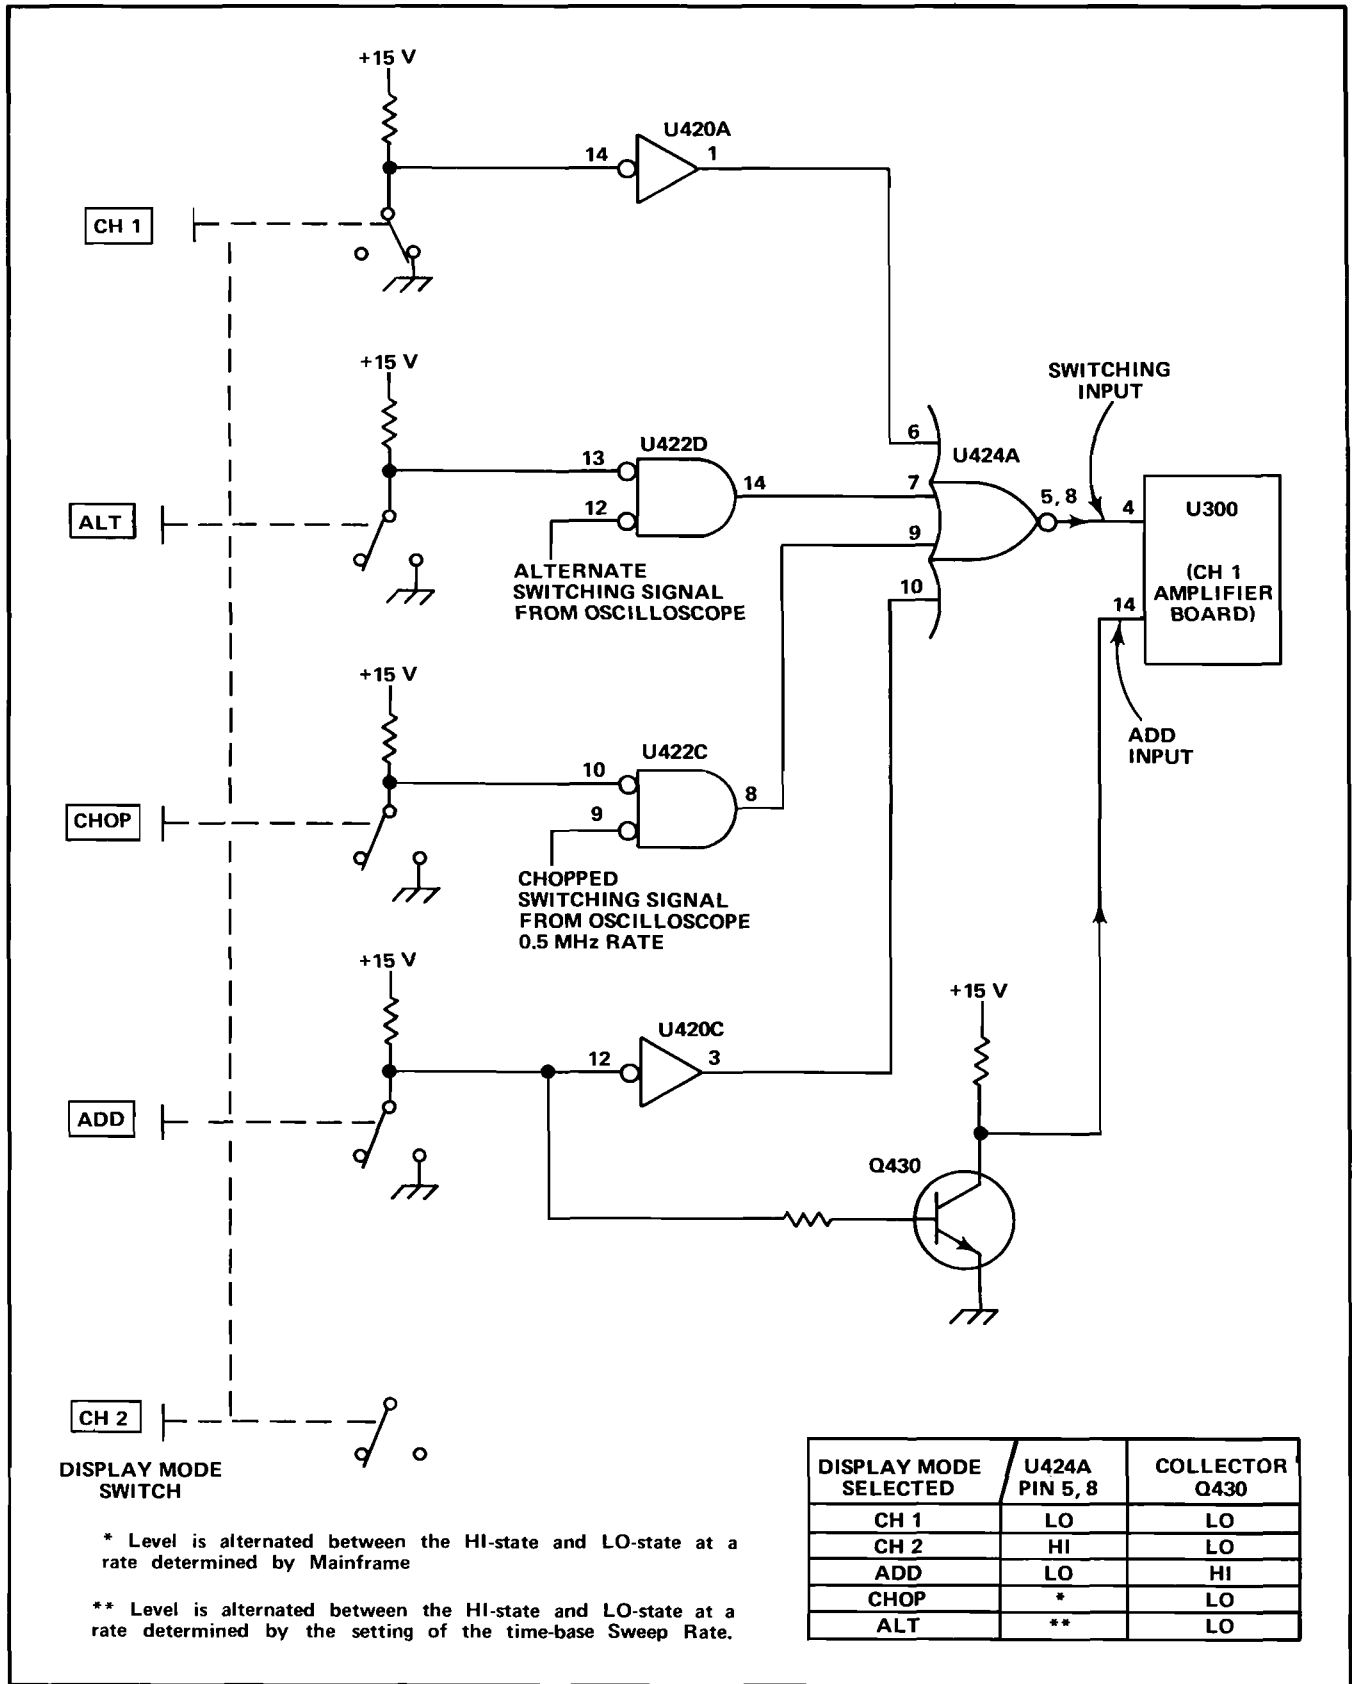 +15 V
U420A
14
1
CH 1
+15 V
SWITCHING
INPUT
U422D
13
14
12
6
U424A
7
5, 8
4
U300
ALT
9
ALTERNATE
SWITCHING SIGNAL
FROM OSCILLOSCOPE
10
(CH 1
AMPLIFIER
BOARD)
14
+15 V
ADD
INPUT
U422C
10
8
9
CHOP
CHOPPED
SWITCHING SIGNAL
FROM OSCILLOSCOPE
0.5 MHz RATE
+15 V
+15 V
U420C
12
3
ADD
Q430
CH 2
DISPLAY MODE
SWITCH
DISPLAY MODE SELECTED U424A PIN 5, 8 COLLECTOR Q430
CH 1 LO LO
CH 2 HI LO
ADD LO HI
CHOP * LO
ALT ** LO
* Level is alternated between the HI-state and LO-state at a
rate determined by Mainframe
** Level is alternated between the HI-state and LO-state at a
rate determined by the setting of the time-base Sweep Rate.